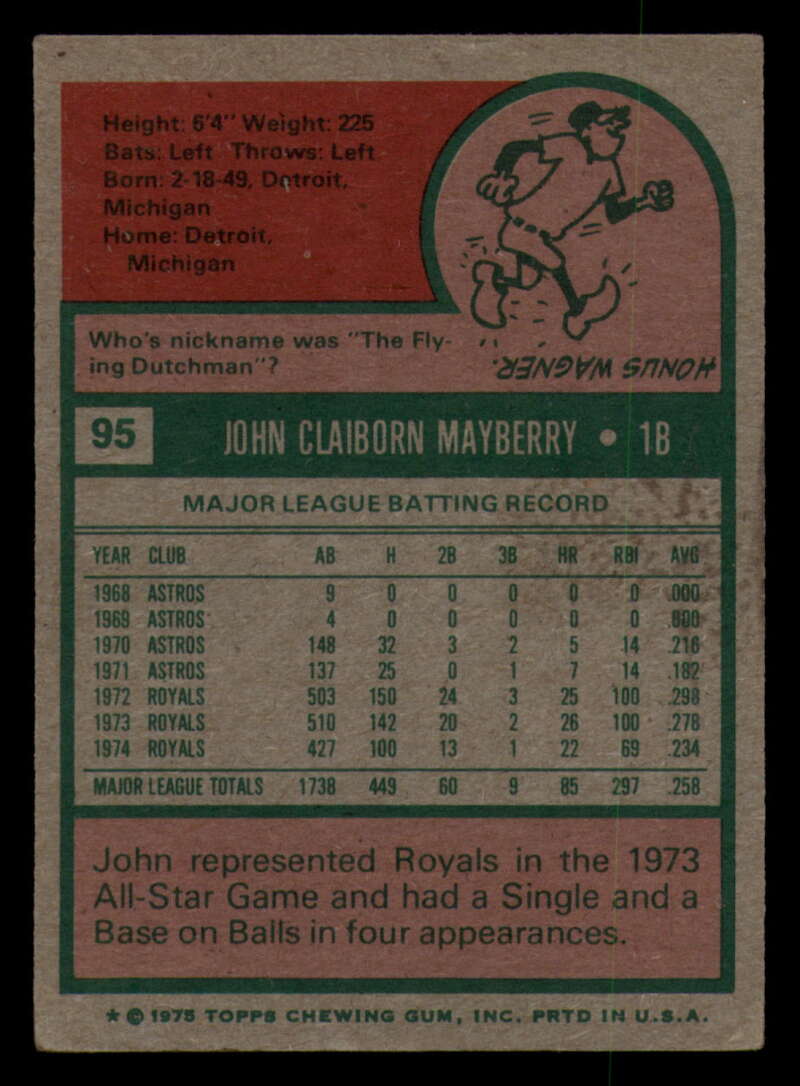 Height: 6'4" Weight: 225
Bats: Left Throws: Left
Born: 2-18-49, Detroit,
Michigan
Home: Detroit,
Michigan
Who's nickname was "The Fly-
ing Dutchman"?
HONUS WAGNER.
95 JOHN CLAIBORN MAYBERRY • 1B
MAJOR LEAGUE BATTING RECORD
YEAR CLUB AB H 2B 3B HR RBI AVG
1968 ASTROS 9 0 0 0 0 0 .000
1969 ASTROS 4 0 0 0 0 0 .000
1970 ASTROS 148 32 3 2 5 14 .216
1971 ASTROS 137 25 0 1 7 14 .182
1972 ROYALS 503 150 24 3 25 100 .298
1973 ROYALS 510 142 20 2 26 100 .278
1974 ROYALS 427 100 13 1 22 69 .234
MAJOR LEAGUE TOTALS 1738 449 60 9 85 297 .258
John represented Royals in the 1973
All-Star Game and had a Single and a
Base on Balls in four appearances.
* © 1975 TOPPS CHEWING GUM, INC. PRTD IN U.S.A.